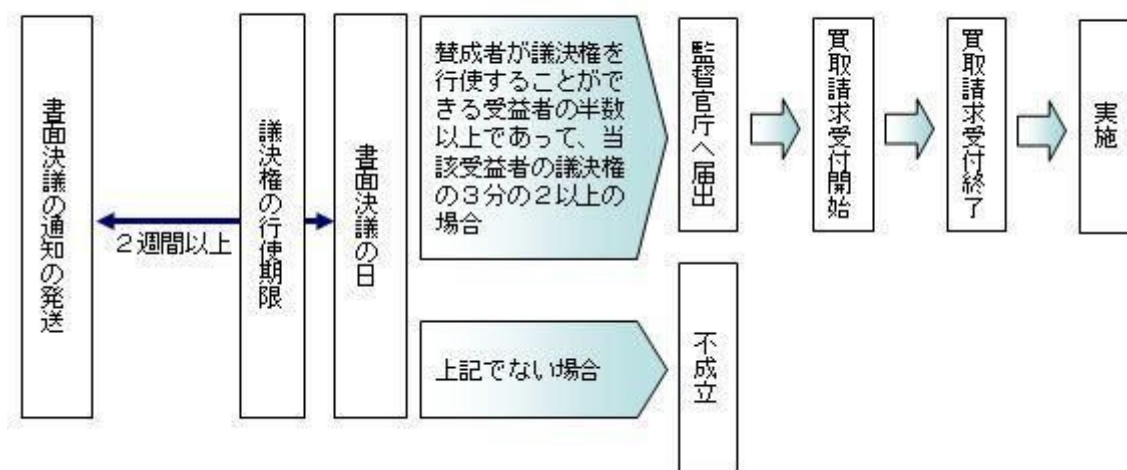 書面決議の通知の発送
２週間以上
議決権の行使期限
書面決議の日
賛成者が議決権を
行使することがで
きる受益者の半数
以上であって、当
該受益者の議決権
の３分の２以上の
場合
監督官庁へ届出
買取請求受付開始
買取請求受付終了
実施
上記でない場合
不成立